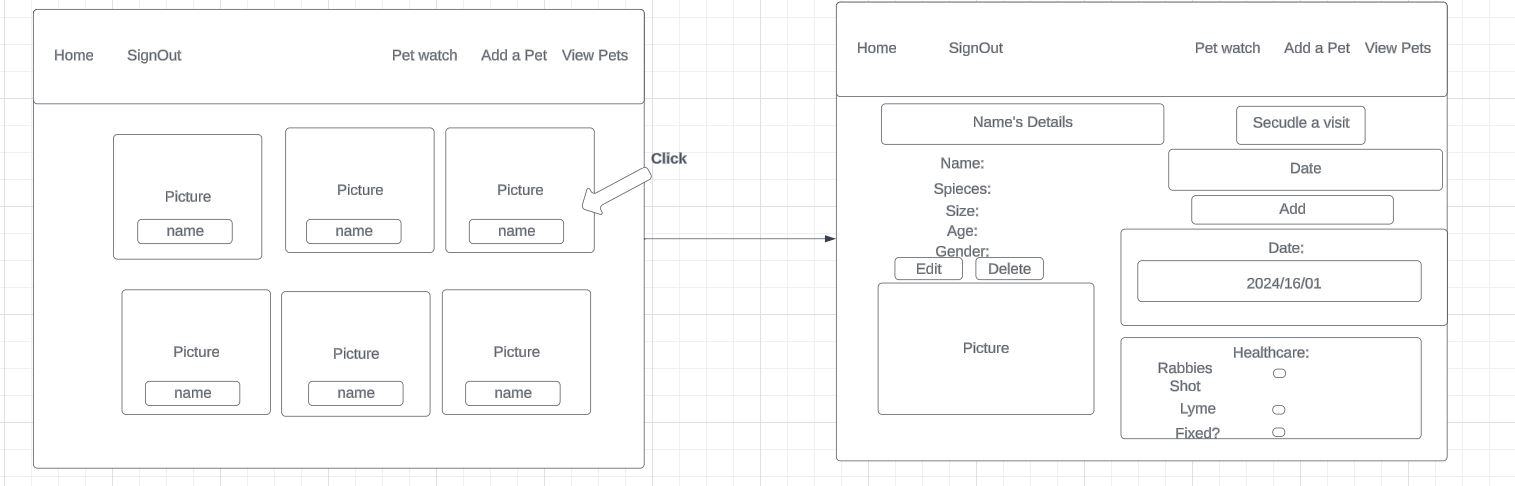 Home SignOut Pet watch Add a Pet View Pets
Picture
name
Picture
name
Picture
name
Click
Picture
name
Picture
name
Picture
name
Home SignOut Pet watch Add a Pet View Pets
Name's Details
Name:
Spieces:
Size:
Age:
Gender:
Edit Delete
Picture
Secudle a visit
Date
Add
Date:
2024/16/01
Healthcare:
Rabbies
Shot
Lyme
Fixed?